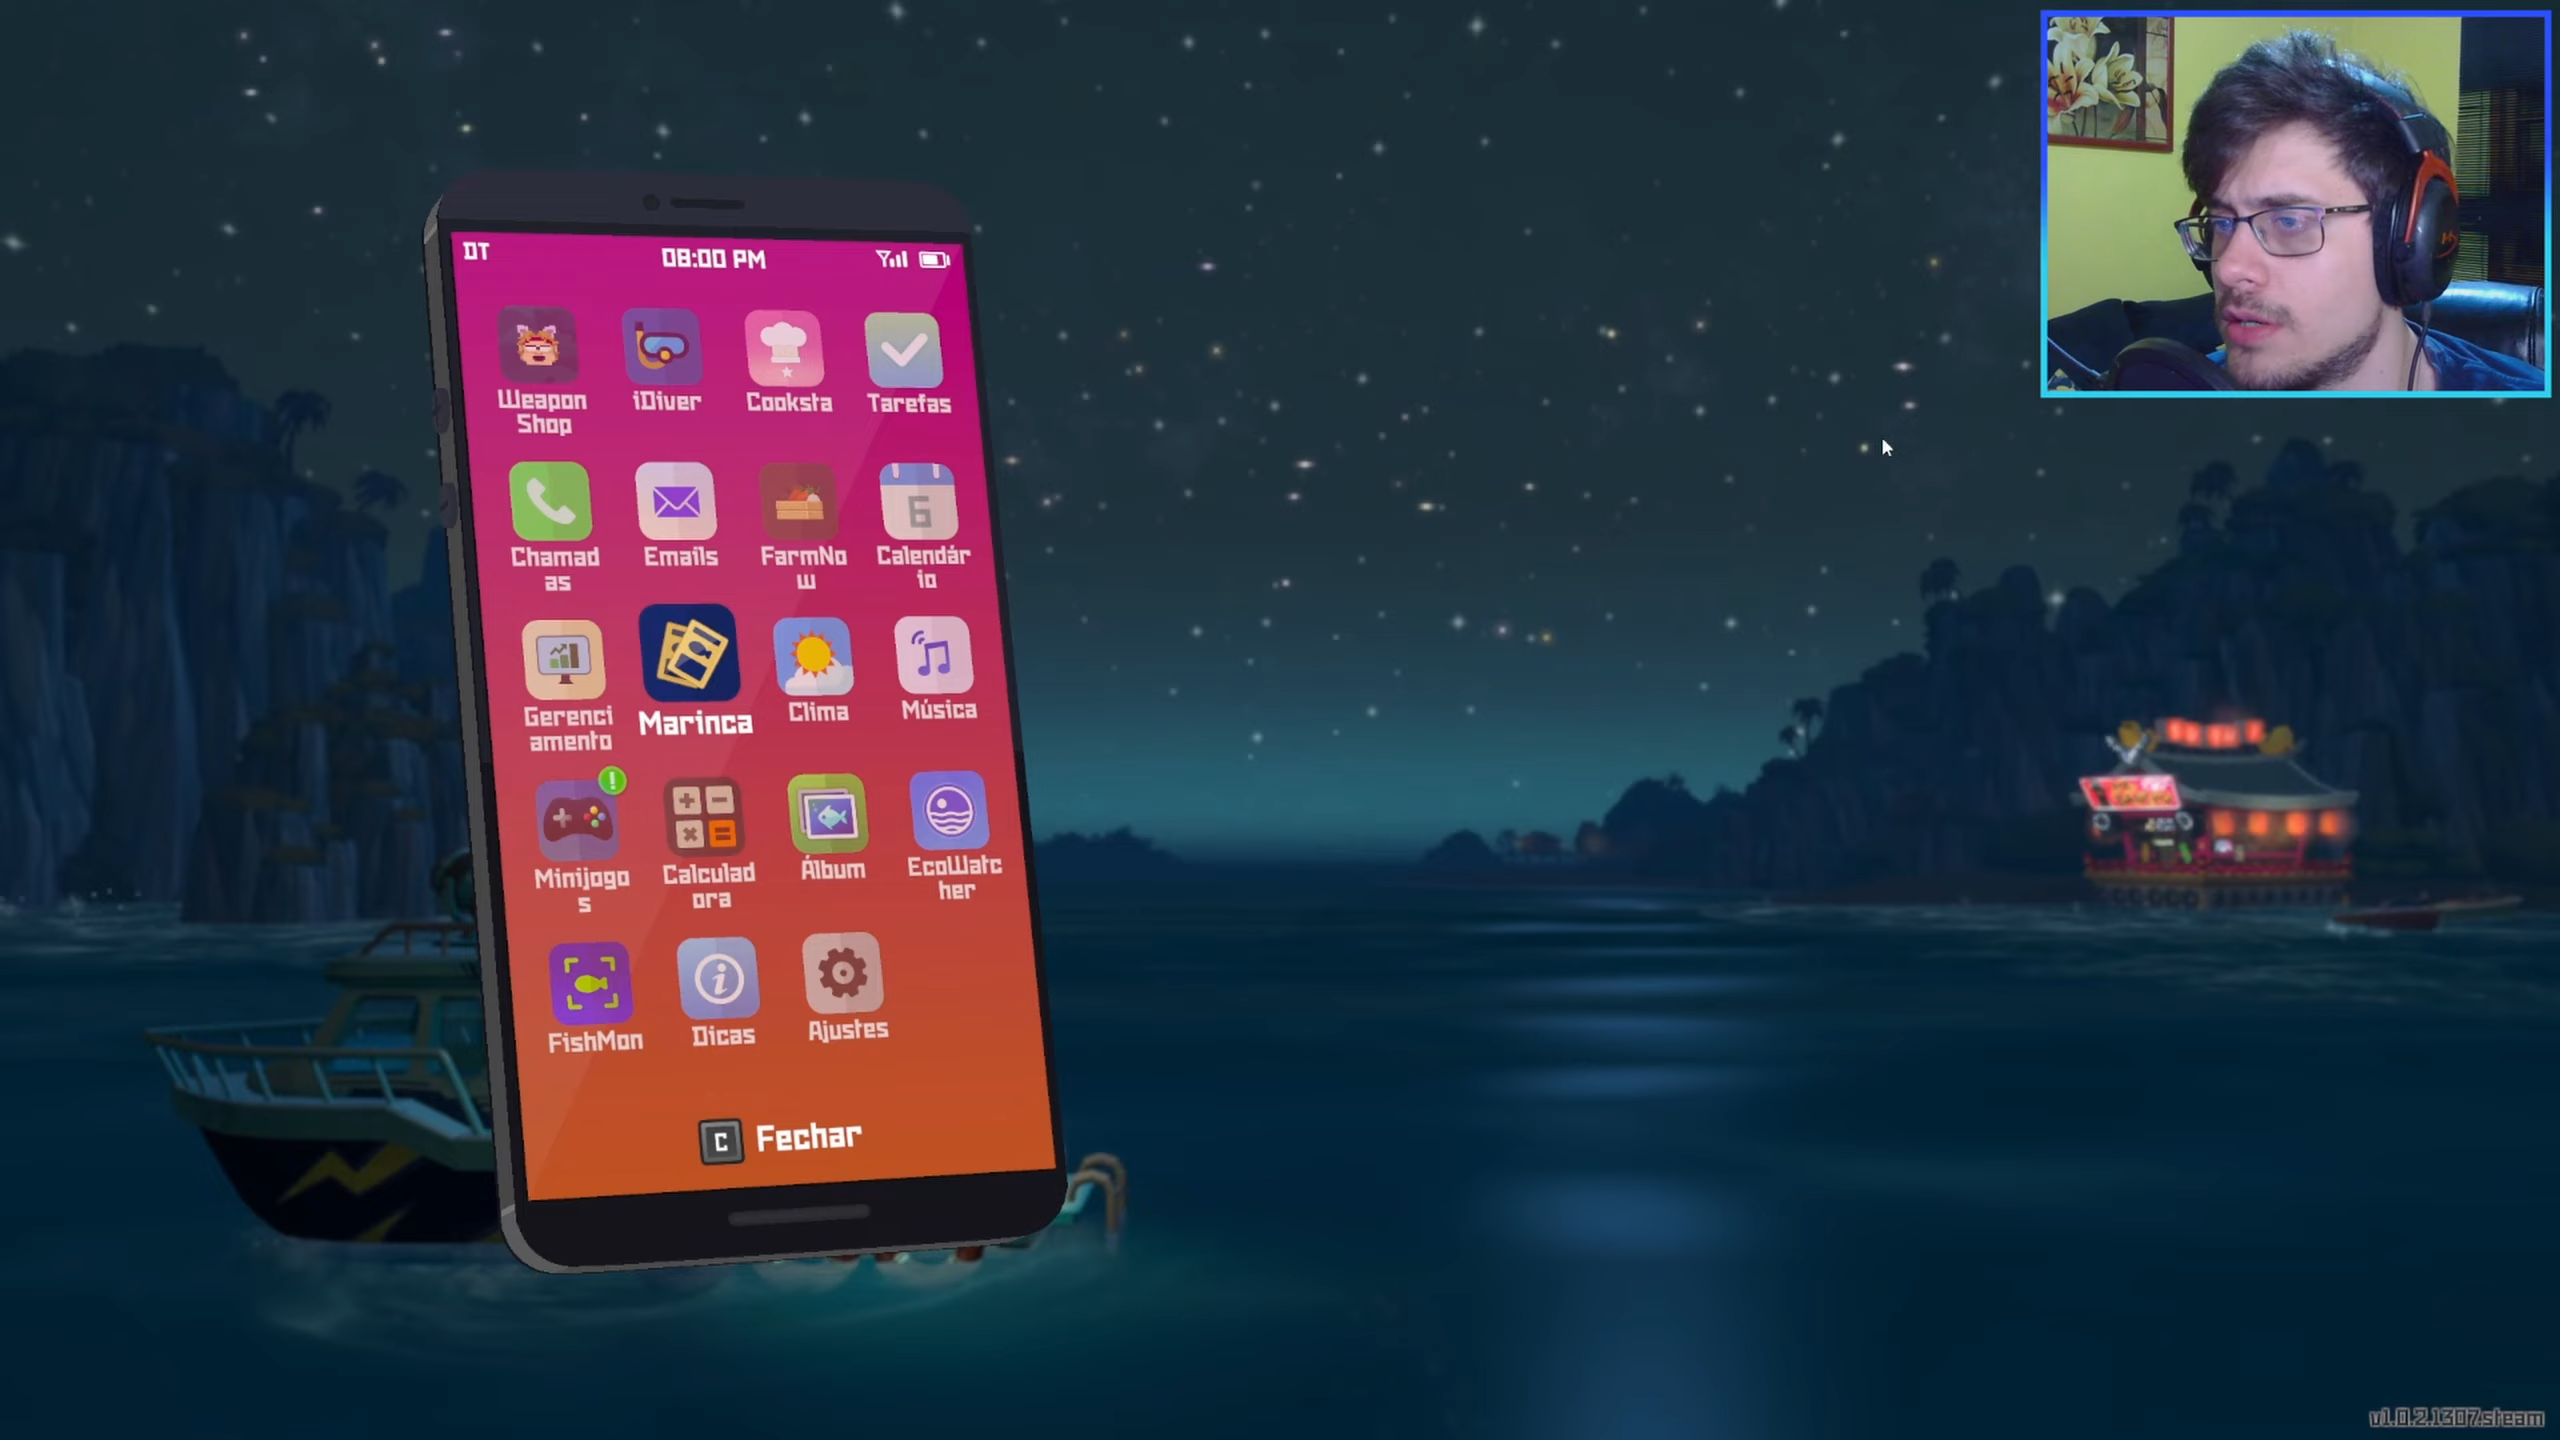 DT
08:00 PM
Weapon
Shop
iDiver
Cooksta
Tarefas
Chamad
as
Emails
FarmNo
w
Calendár
io
6
Gerenci
amento
Marinca
Clima
Música
Minijogo
s
Calculad
ora
Álbum
EcoWatc
her
FishMon
Dicas
Ajustes
C Fechar
v1.0.2.1307.steam